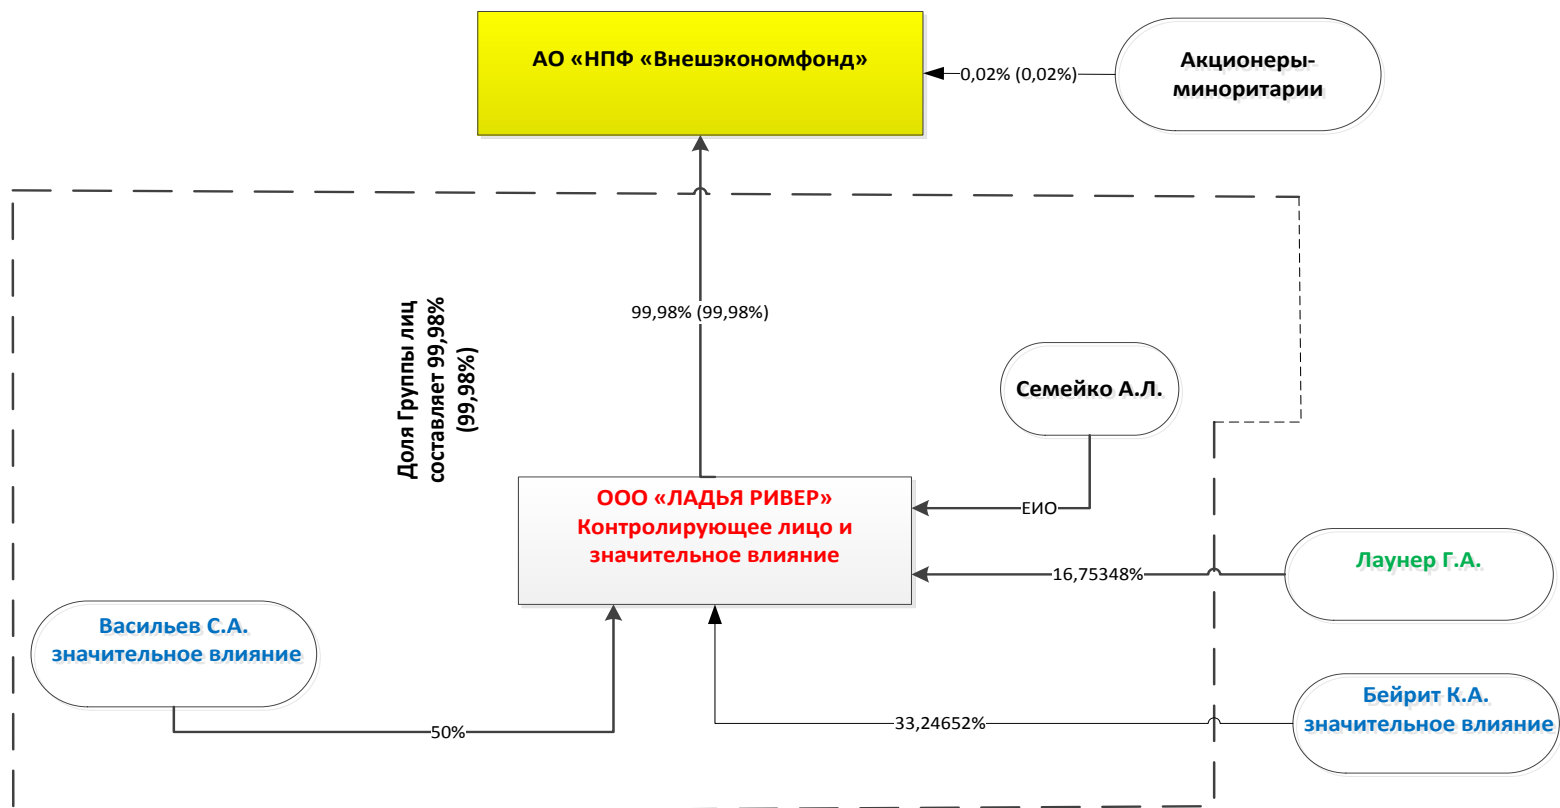 АО «НПФ «Внешэкономфонд»
0,02% (0,02%)
Акционеры-
миноритарии
99,98% (99,98%)
Доля Группы лиц
составляет 99,98%
(99,98%)
Семейко А.Л.
ЕИО
ООО «ЛАДЬЯ РИВЕР»
Контролирующее лицо и
значительное влияние
16,75348%
Лаунер Г.А.
Васильев С.А.
значительное влияние
50%
33,24652%
Бейрит К.А.
значительное влияние